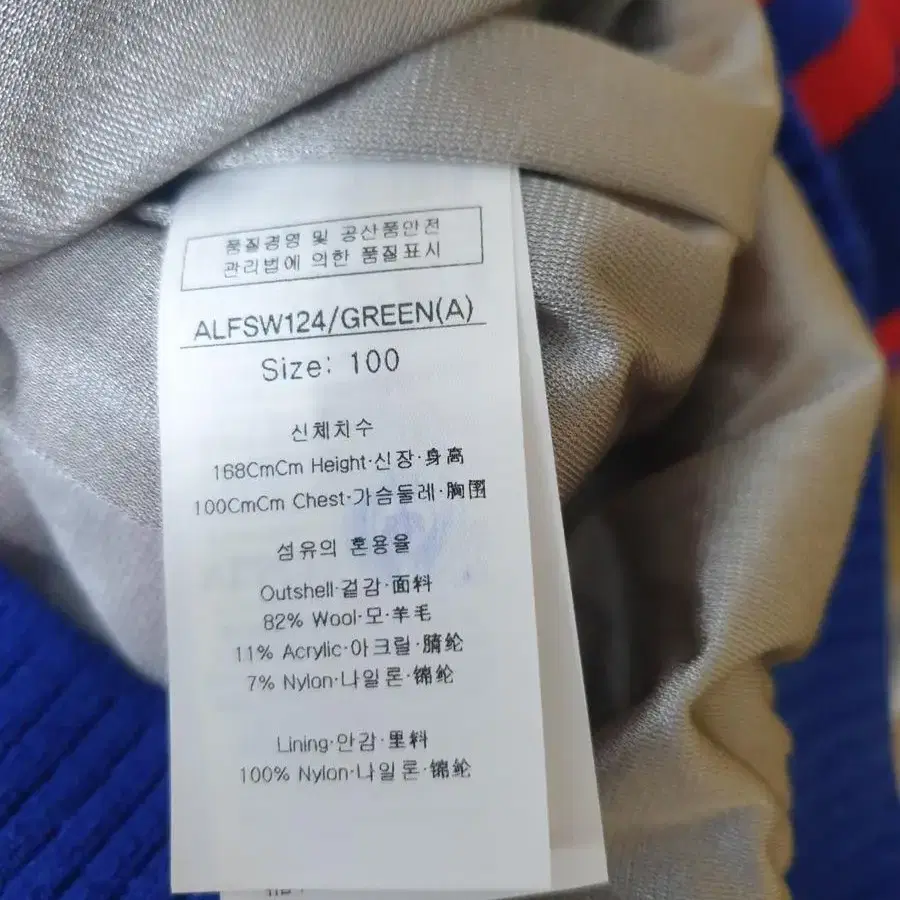 품질경영 및 공산품안전
관리법에 의한 품질표시
ALFSW124/GREEN(A)
Size: 100
신체치수
168CmCm Height·신장·身高
100CmCm Chest·가슴둘레·胸围
섬유의 혼용율
Outshell·겉감·面料
82% Wool·모·羊毛
11% Acrylic·아크릴·腈纶
7% Nylon·나일론·锦纶
Lining·안감·里料
100% Nylon·나일론·锦纶